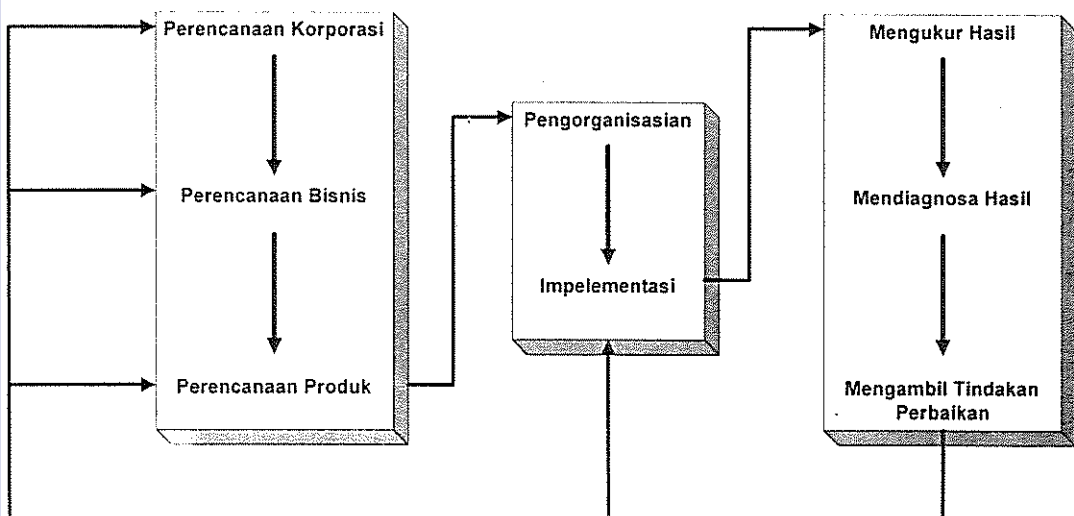 Perencanaan Korporasi
Perencanaan Bisnis
Perencanaan Produk
Pengorganisasian
Impelementasi
Mengukur Hasil
Mendiagnosa Hasil
Mengambil Tindakan
Perbaikan